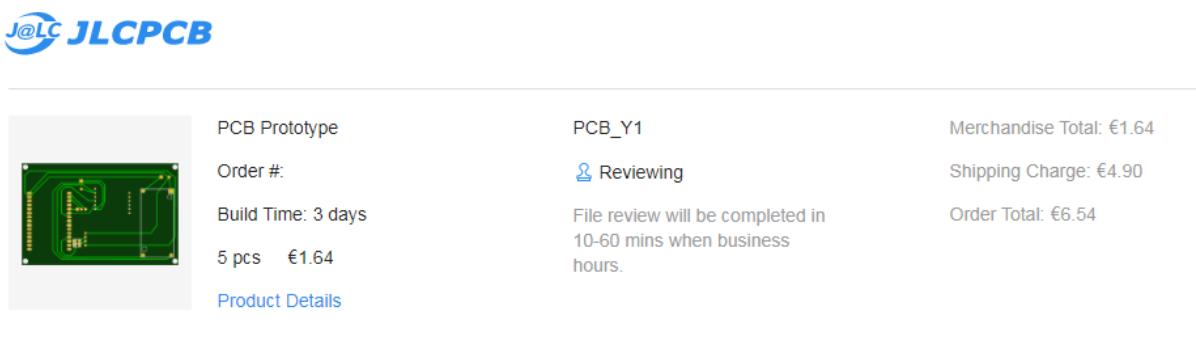 J@LC JLCPCB
PCB Prototype
Order #:
Build Time: 3 days
5 pcs €1.64
Product Details
PCB_Y1
Reviewing
File review will be completed in
10-60 mins when business
hours.
Merchandise Total: €1.64
Shipping Charge: €4.90
Order Total: €6.54